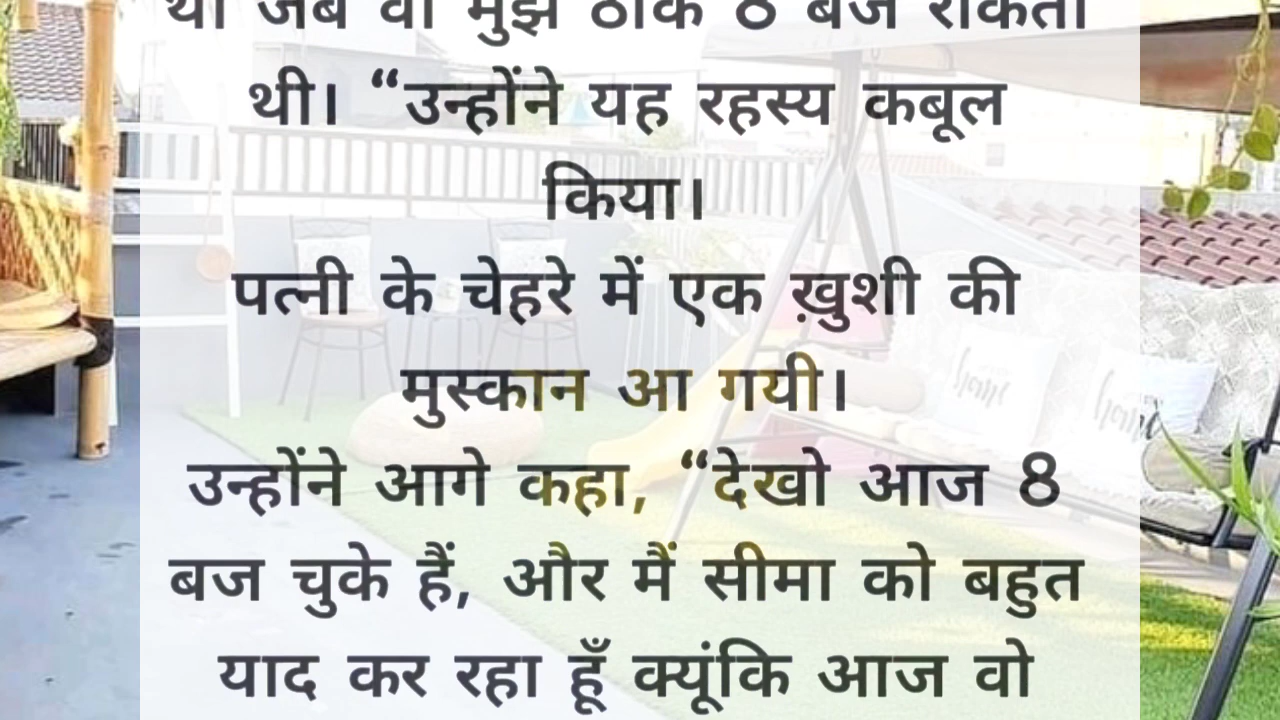 थी जब वो मुझे ठीक 8 बजे रोकती
थी। “उन्होंने यह रहस्य कबूल
किया।
पत्नी के चेहरे में एक ख़ुशी की
मुस्कान आ गयी।
उन्होंने आगे कहा, “देखो आज 8
बज चुके हैं, और मैं सीमा को बहुत
याद कर रहा हूँ क्यूंकि आज वो